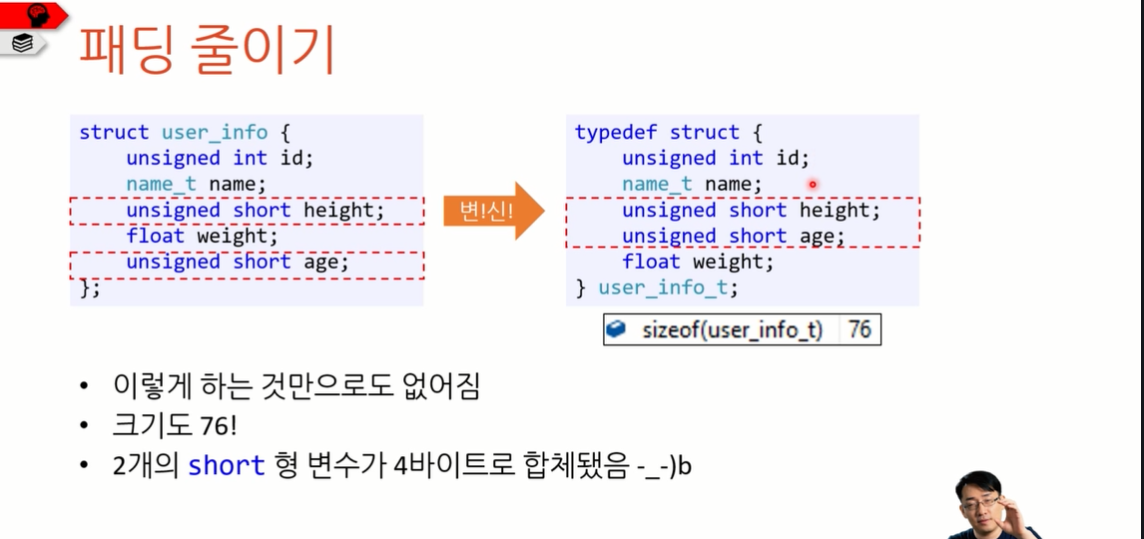 패딩 줄이기
struct user_info {
unsigned int id;
name_t name;
unsigned short height;
float weight;
unsigned short age;
};
변!신!
typedef struct {
unsigned int id;
name_t name;
unsigned short height;
unsigned short age;
float weight;
} user_info_t;
sizeof(user_info_t) 76
• 이렇게 하는 것만으로도 없어짐
• 크기도 76!
• 2개의 short 형 변수가 4바이트로 합체됐음 -_-)b